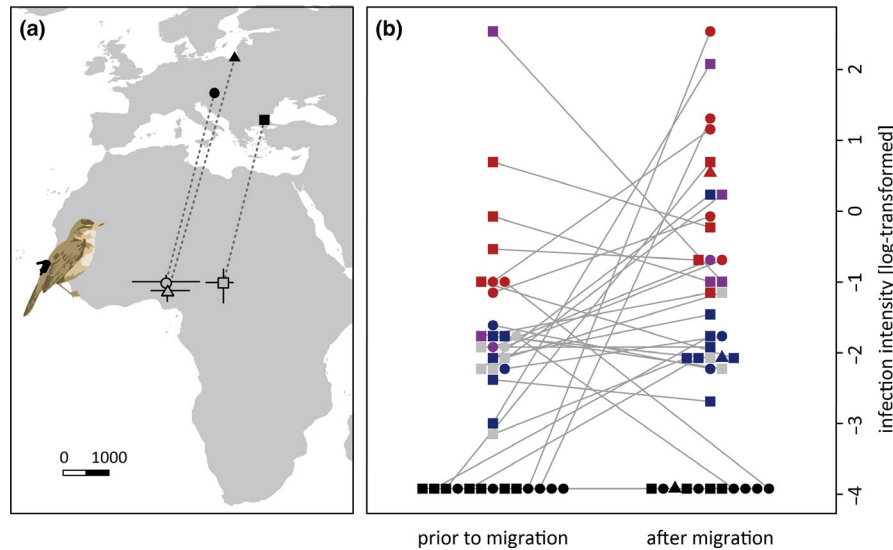 (a)
0 1000
(b)
2
1
0
−1
−2
−3
−4
infection intensity [log-transformed]
prior to migration after migration